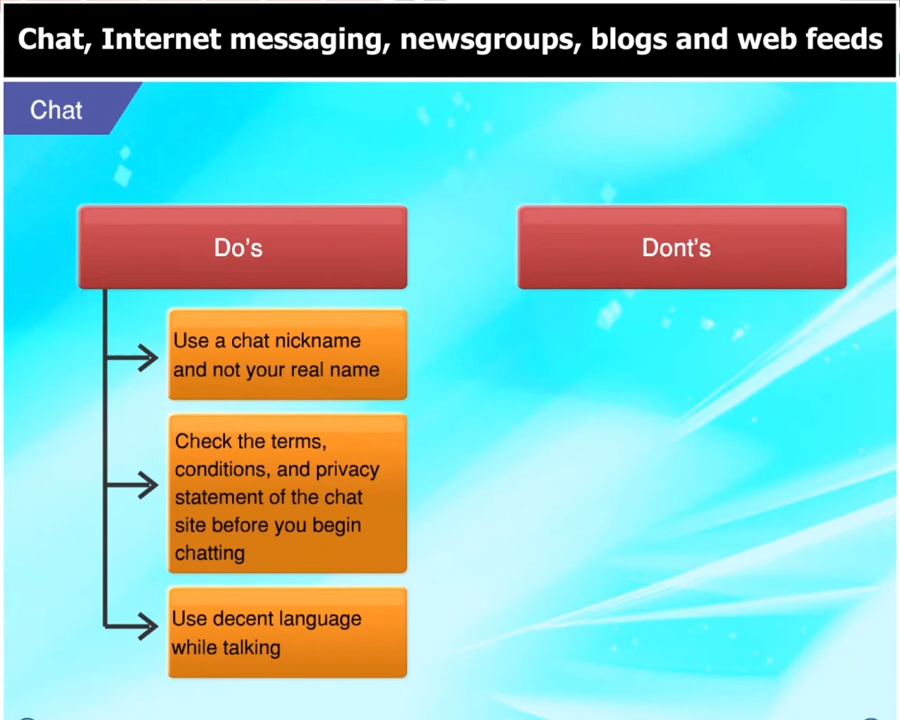 Chat, Internet messaging, newsgroups, blogs and web feeds
Chat
Do's
Use a chat nickname
and not your real name
Check the terms,
conditions, and privacy
statement of the chat
site before you begin
chatting
Use decent language
while talking
Dont's